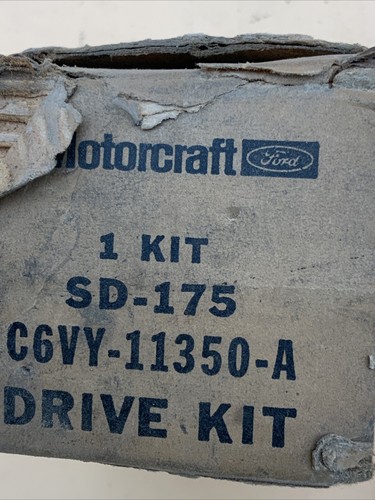 Motorcraft Ford
1 KIT
SD-175
C6VY-11350-A
DRIVE KIT